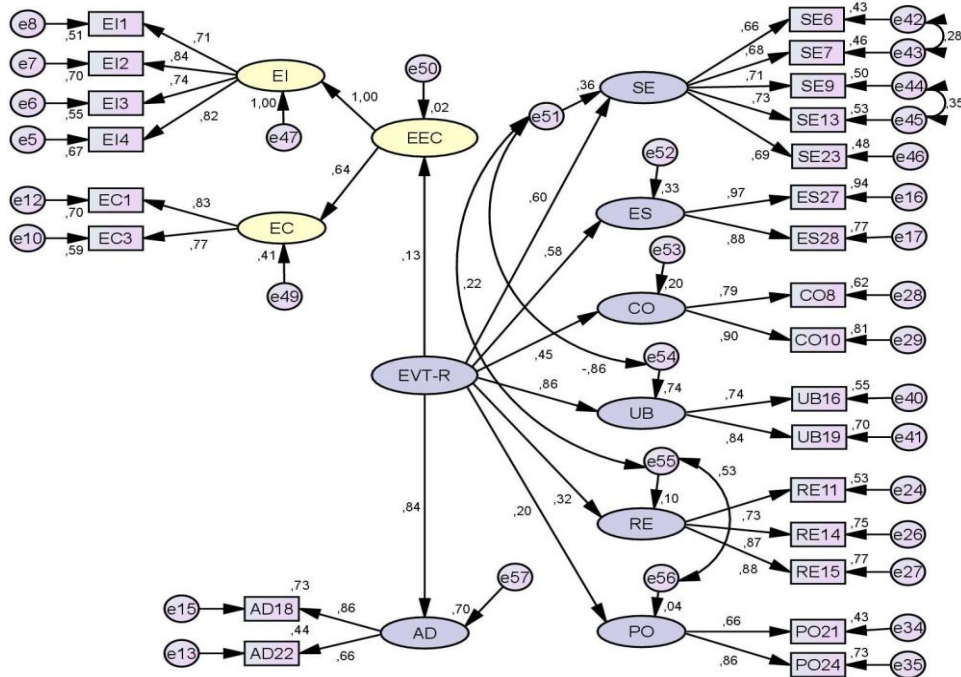 e8 ,51 EI1 ,71
e7 ,70 EI2 ,84
e6 ,55 EI3 ,74
e5 ,67 EI4 ,82
EI
1,00
e47
1,00
e50
,02
EEC
,64
e12 ,70 EC1 ,83
e10 ,59 EC3 ,77
EC
,41
e49
,13
EVT-R
,84
e15 AD18 ,73 ,86
e13 AD22 ,44 ,66
AD
,70
e57
,36
SE
e51
,60
,22
-,86
,66 SE6 ,43 e42
,28
,68 SE7 ,46 e43
,71 SE9 ,50 e44
,35
,73 SE13 ,53 e45
,69 SE23 ,48 e46
e52
,33
ES
,58
,97 ES27 ,94 e16
,88 ES28 ,77 e17
e53
,20
CO
,45
,79 CO8 ,62 e28
,90 CO10 ,81 e29
e54
,74
UB
,86
,74 UB16 ,55 e40
,84 UB19 ,70 e41
e55
,53
,10
RE
,32
,73 RE11 ,53 e24
,87 RE14 ,75 e26
,88 RE15 ,77 e27
e56
,04
PO
,20
,66 PO21 ,43 e34
,86 PO24 ,73 e35